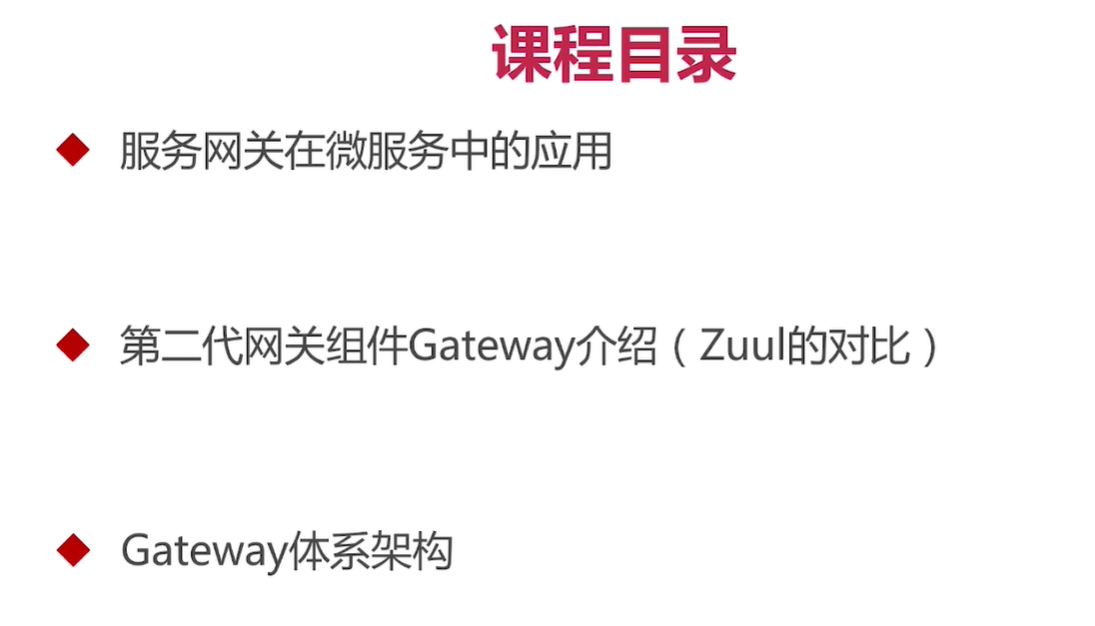 课程目录
服务网关在微服务中的应用
第二代网关组件Gateway介绍（Zuul的对比）
Gateway体系架构